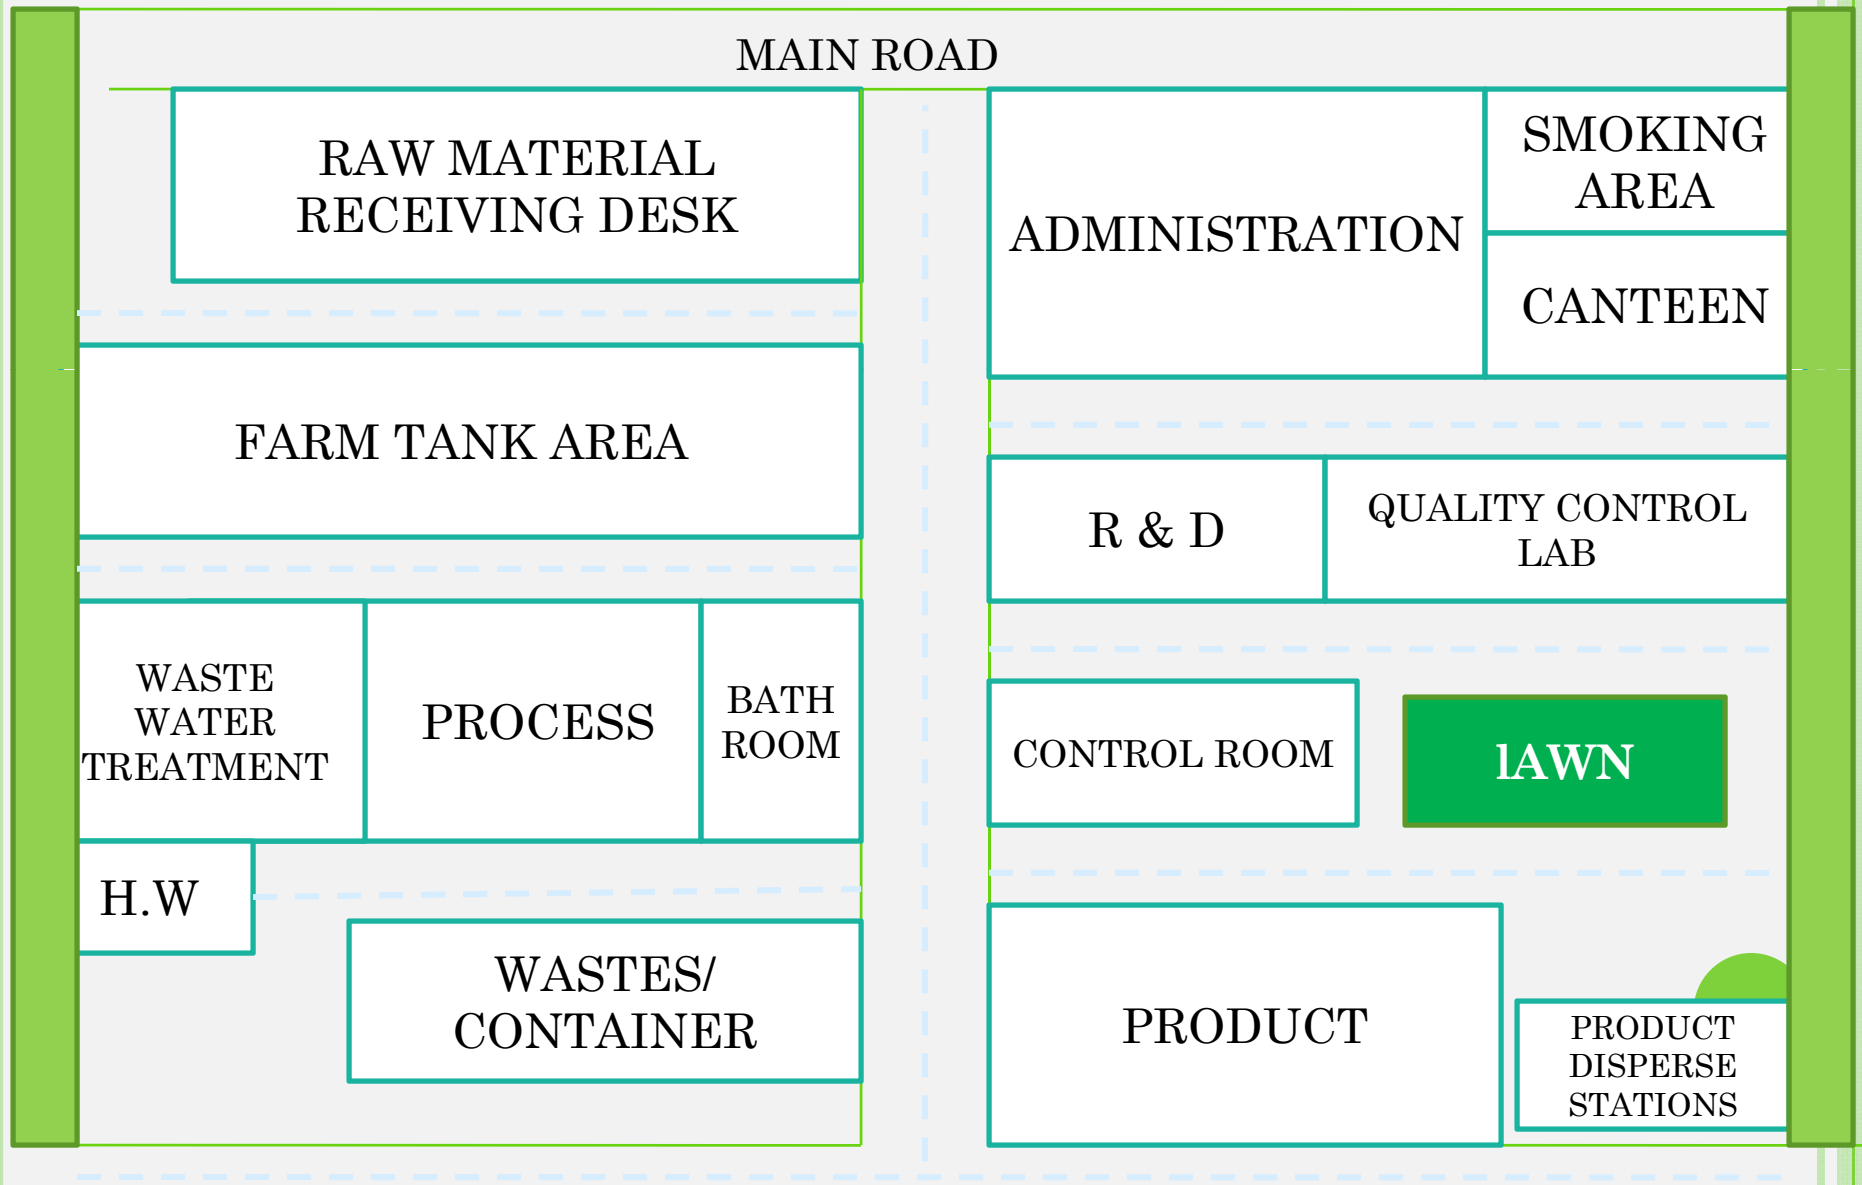 MAIN ROAD
RAW MATERIAL
RECEIVING DESK
ADMINISTRATION
SMOKING
AREA
CANTEEN
FARM TANK AREA
R & D
QUALITY CONTROL
LAB
WASTE
WATER
TREATMENT
PROCESS
BATH
ROOM
CONTROL ROOM
lAWN
H.W
WASTES/
CONTAINER
PRODUCT
PRODUCT
DISPERSE
STATIONS